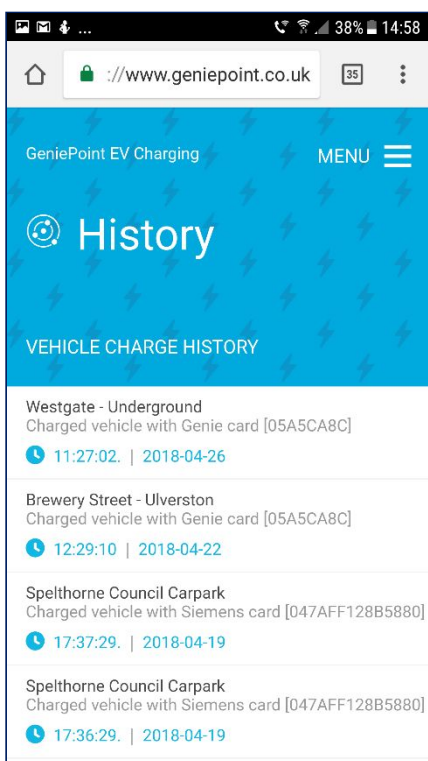 ... 38% 14:58
://www.geniepoint.co.uk 35
GeniePoint EV Charging MENU
History
VEHICLE CHARGE HISTORY
Westgate - Underground
Charged vehicle with Genie card [05A5CA8C]
11:27:02. | 2018-04-26
Brewery Street - Ulverston
Charged vehicle with Genie card [05A5CA8C]
12:29:10 | 2018-04-22
Spelthorne Council Carpark
Charged vehicle with Siemens card [047AFF128B5880]
17:37:29. | 2018-04-19
Spelthorne Council Carpark
Charged vehicle with Siemens card [047AFF128B5880]
17:36:29. | 2018-04-19